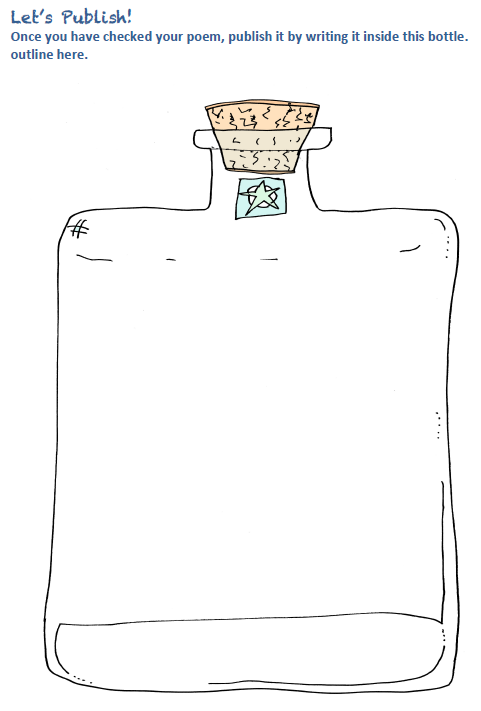 Let's Publish!
Once you have checked your poem, publish it by writing it inside this bottle.
outline here.